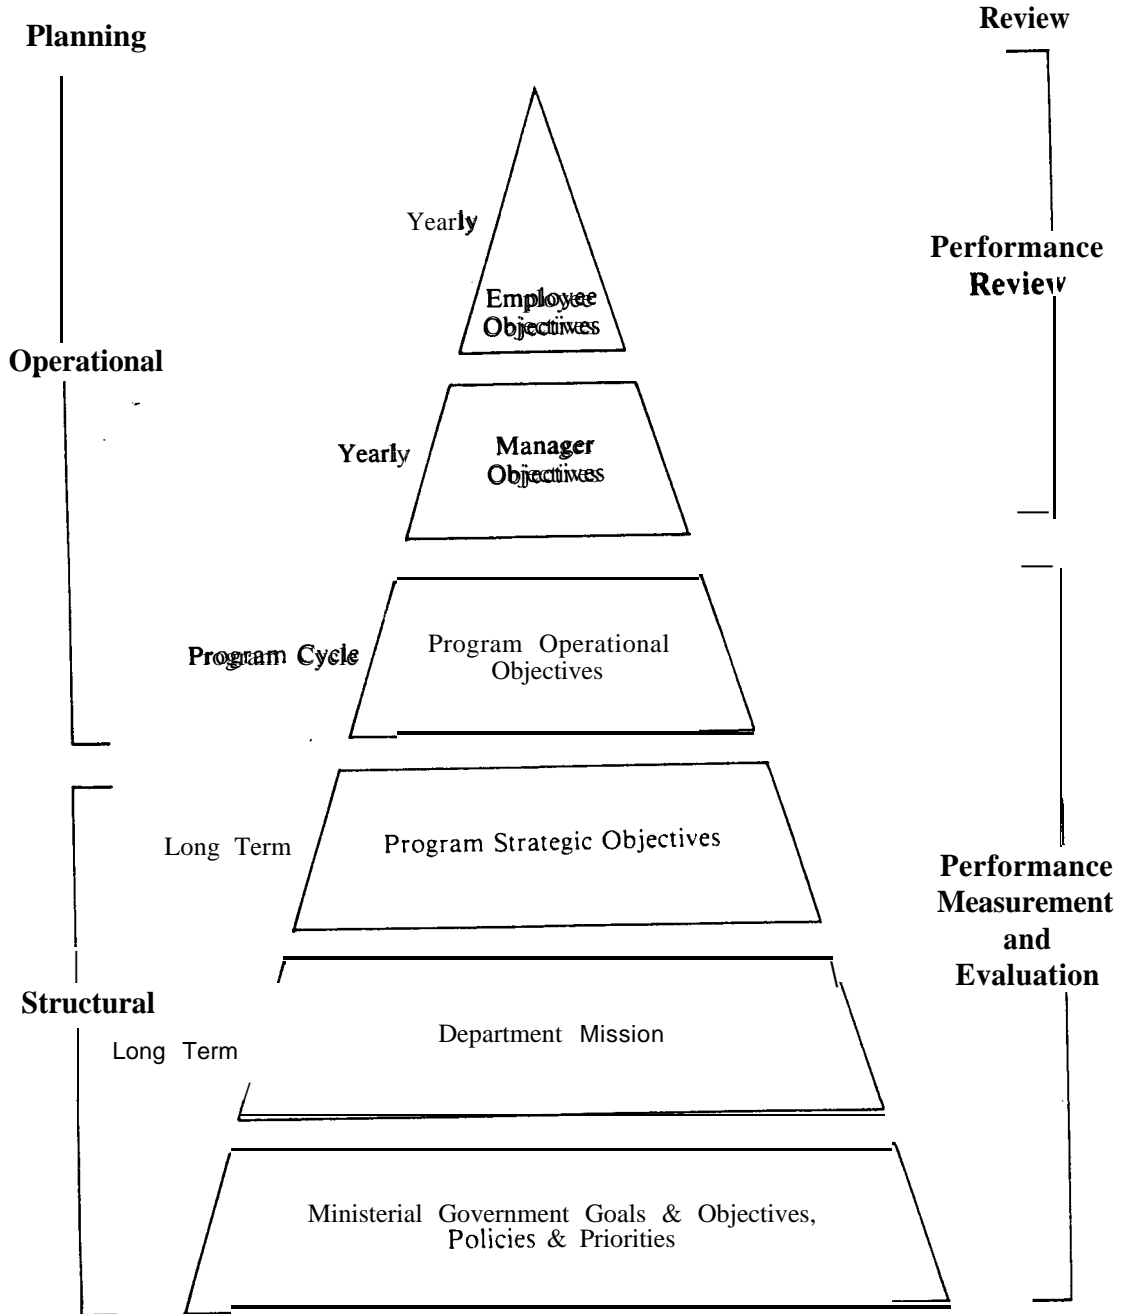 Planning
Review
Yearly
Employee
Objectives
Performance
Review
Operational
Yearly
Manager
Objectives
Program Cycle
Program Operational
Objectives
Long Term
Program Strategic Objectives
Performance
Measurement
and
Evaluation
Structural
Long Term
Department Mission
Ministerial Government Goals & Objectives,
Policies & Priorities